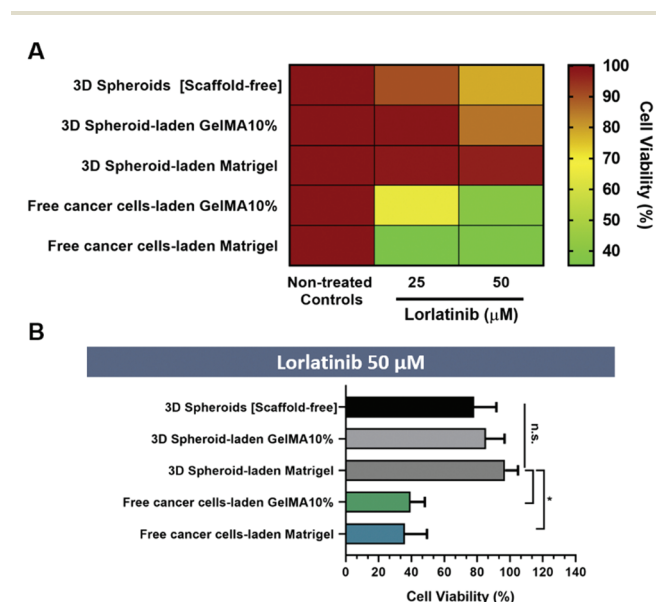 A
3D Spheroids [Scaffold-free]
3D Spheroid-laden GelMA10%
3D Spheroid-laden Matrigel
Free cancer cells-laden GelMA10%
Free cancer cells-laden Matrigel
Non-treated
Controls
25
50
Lorlatinib (μM)
100
90
80
70
60
50
40
Cell Viability (%)
B
Lorlatinib 50 μM
3D Spheroids [Scaffold-free]
3D Spheroid-laden GelMA10%
3D Spheroid-laden Matrigel
Free cancer cells-laden GelMA10%
Free cancer cells-laden Matrigel
n.s.
*
0 20 40 60 80 100 120 140
Cell Viability (%)